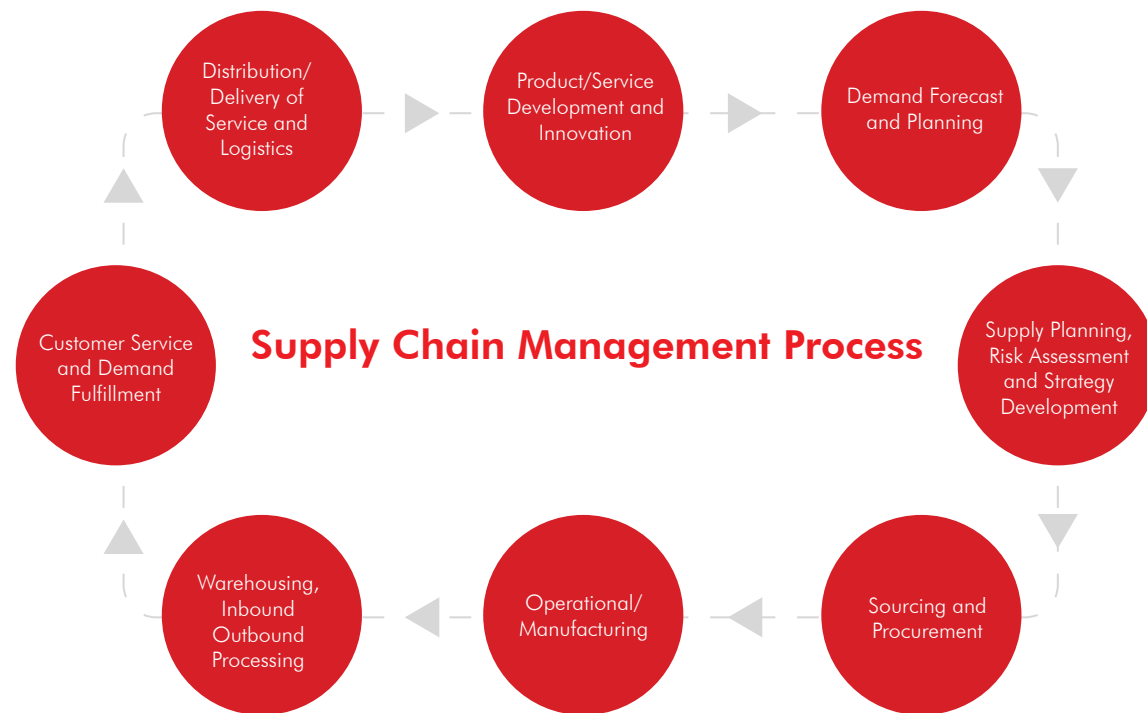 Distribution/
Delivery of
Service and
Logistics
Product/Service
Development and
Innovation
Demand Forecast
and Planning
Customer Service
and Demand
Fulfillment
Supply Chain Management Process
Supply Planning,
Risk Assessment
and Strategy
Development
Warehousing,
Inbound
Outbound
Processing
Operational/
Manufacturing
Sourcing and
Procurement